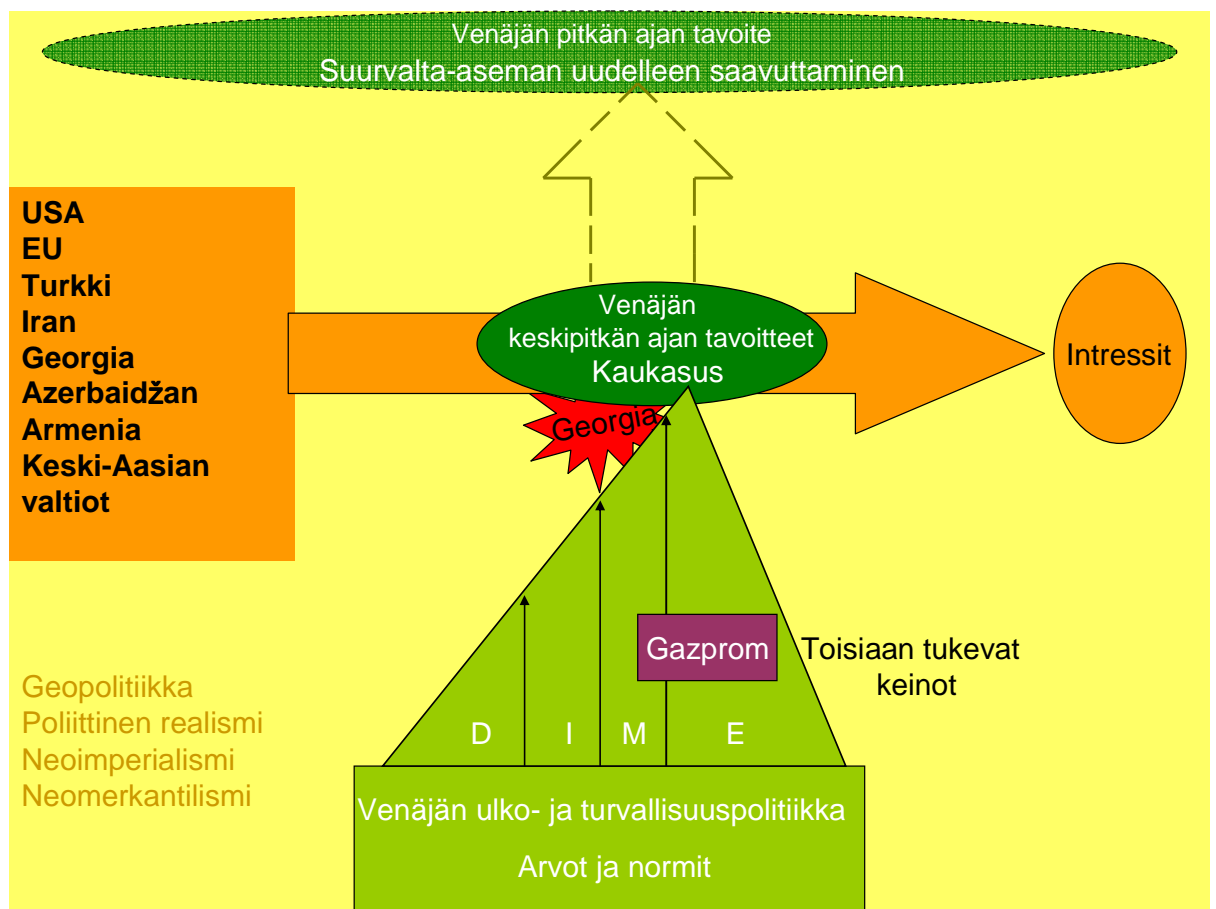 Venäjän pitkän ajan tavoite
Suurvalta-aseman uudelleen saavuttaminen
USA
EU
Turkki
Iran
Georgia
Azerbaidžan
Armenia
Keski-Aasian
valtiot
Venäjän
keskipitkän ajan tavoitteet
Kaukasus
Intressit
Georgia
Gazprom
Toisiaan tukevat
keinot
Geopolitiikka
Poliittinen realismi
Neoimperialismi
Neomerkantilismi
D I M E
Venäjän ulko- ja turvallisuuspolitiikka
Arvot ja normit